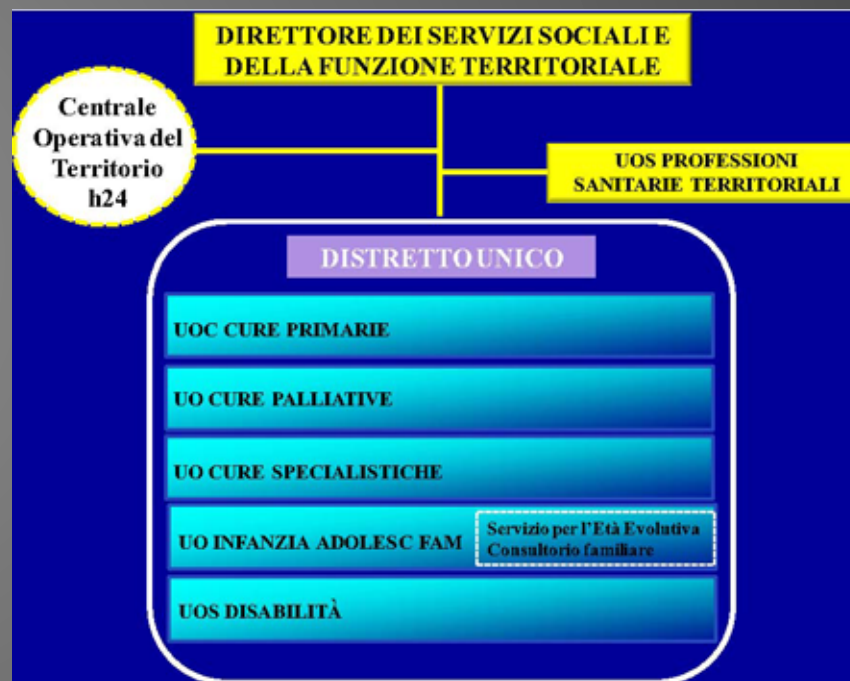 DIRETTORE DEI SERVIZI SOCIALI E
DELLA FUNZIONE TERRITORIALE
Centrale
Operativa del
Territorio
h24
UOS PROFESSIONI
SANITARIE TERRITORIALI
DISTRETTO UNICO
UOC CURE PRIMARIE
UO CURE PALLIATIVE
UO CURE SPECIALISTICHE
UO INFANZIA ADOLESC FAM
Servizio per l'Età Evolutiva
Consultorio familiare
UOS DISABILITÀ